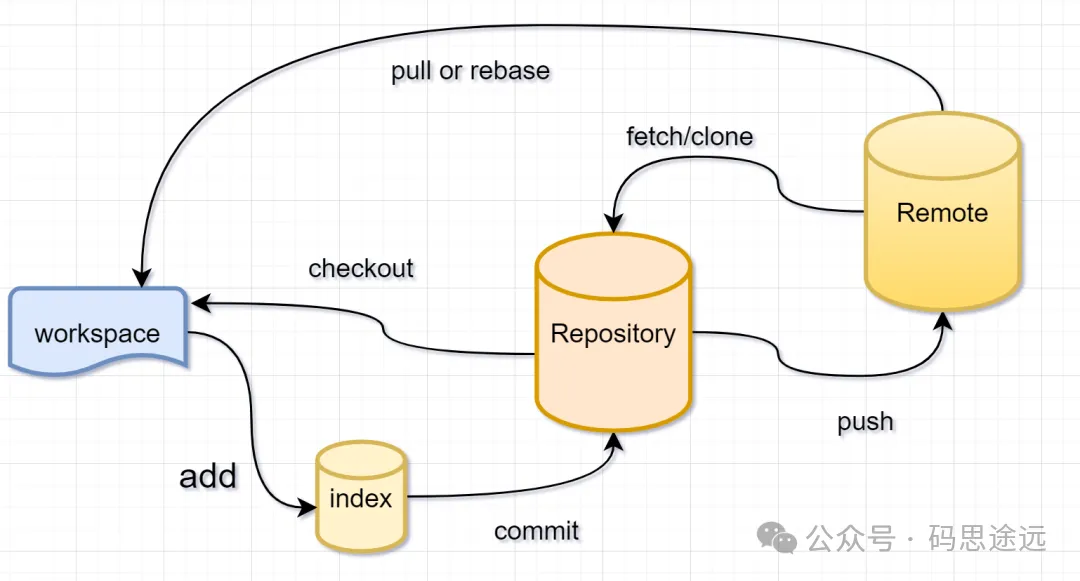 pull or rebase
fetch/clone
Remote
checkout
workspace
Repository
push
add
index
commit
公众号 · 码思途远